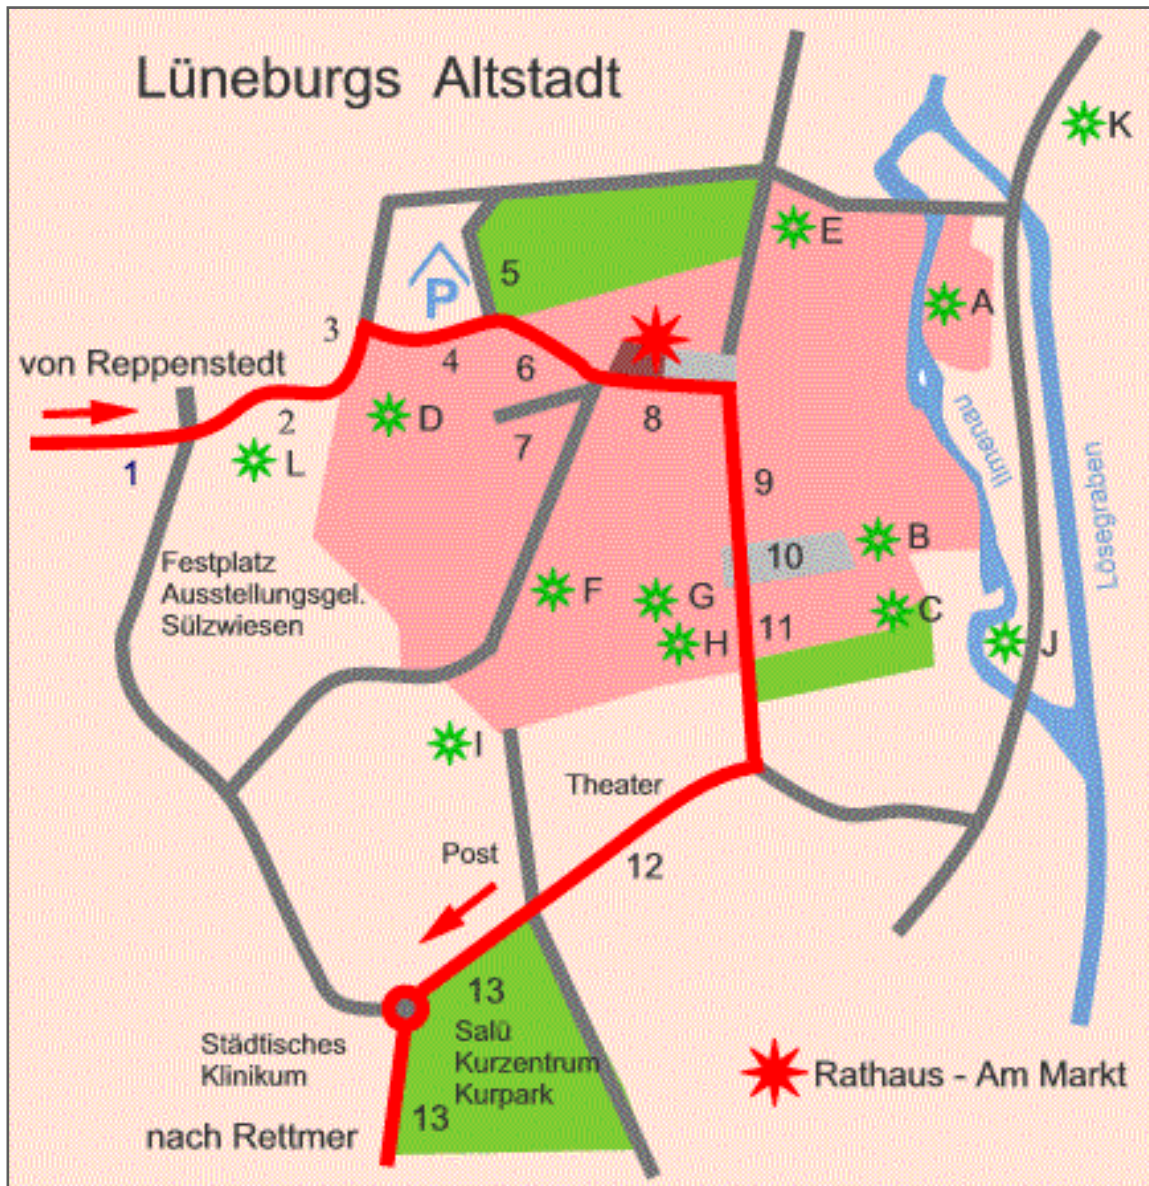 Lüneburgs Altstadt
K
E
P
5
A
3
von Reppenstedt
4
6
2
D
8
L
7
1
9
Ilmenau
Lösegraben
Festplatz
Ausstellungsgel.
Sülzwiesen
10
B
F
G
C
11
H
J
I
Theater
Post
12
13
Städtisches
Klinikum
Salü
Kurzentrum
Kurpark
Rathaus - Am Markt
13
nach Rettmer